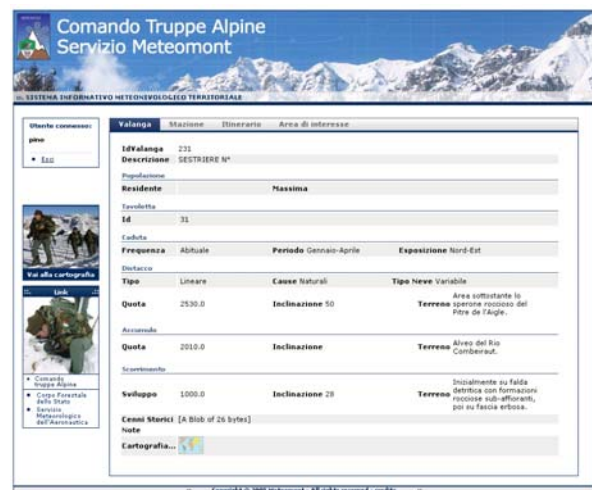 Comando Truppe Alpine
Servizio Meteomont
SISTEMA INFORMATIVO METEONIVOLOGICO TERRITORIALE
Utente connesso:
pino
Esci
Vai alla cartografia
Link
Comando truppe Alpine
Corpo Forestale dello Stato
Servizio Meteorologico dell'Aeronautica
Valanga Stazione Itinerario Area di interesse
IdValanga 231
Descrizione SESTRIERE N°
Popolazione
Residente Massima
Tavoletta
Id 31
Caduta
Frequenza Abituale Periodo Gennaio-Aprile Esposizione Nord-Est
Distacco
Tipo Lineare Cause Naturali Tipo Neve Variabile
Quota 2530.0 Inclinazione 50 Terreno Area sottostante lo sperone roccioso del Pitre de l'Aigle.
Accumulo
Quota 2010.0 Inclinazione Terreno Alveo del Rio Combeiraut.
Scorrimento
Sviluppo 1000.0 Inclinazione 28 Terreno Inizialmente su falda detritica con formazioni rocciose sub-affioranti, poi su fascia erbosa.
Cenni Storici [A Blob of 26 bytes]
Note
Cartografia...